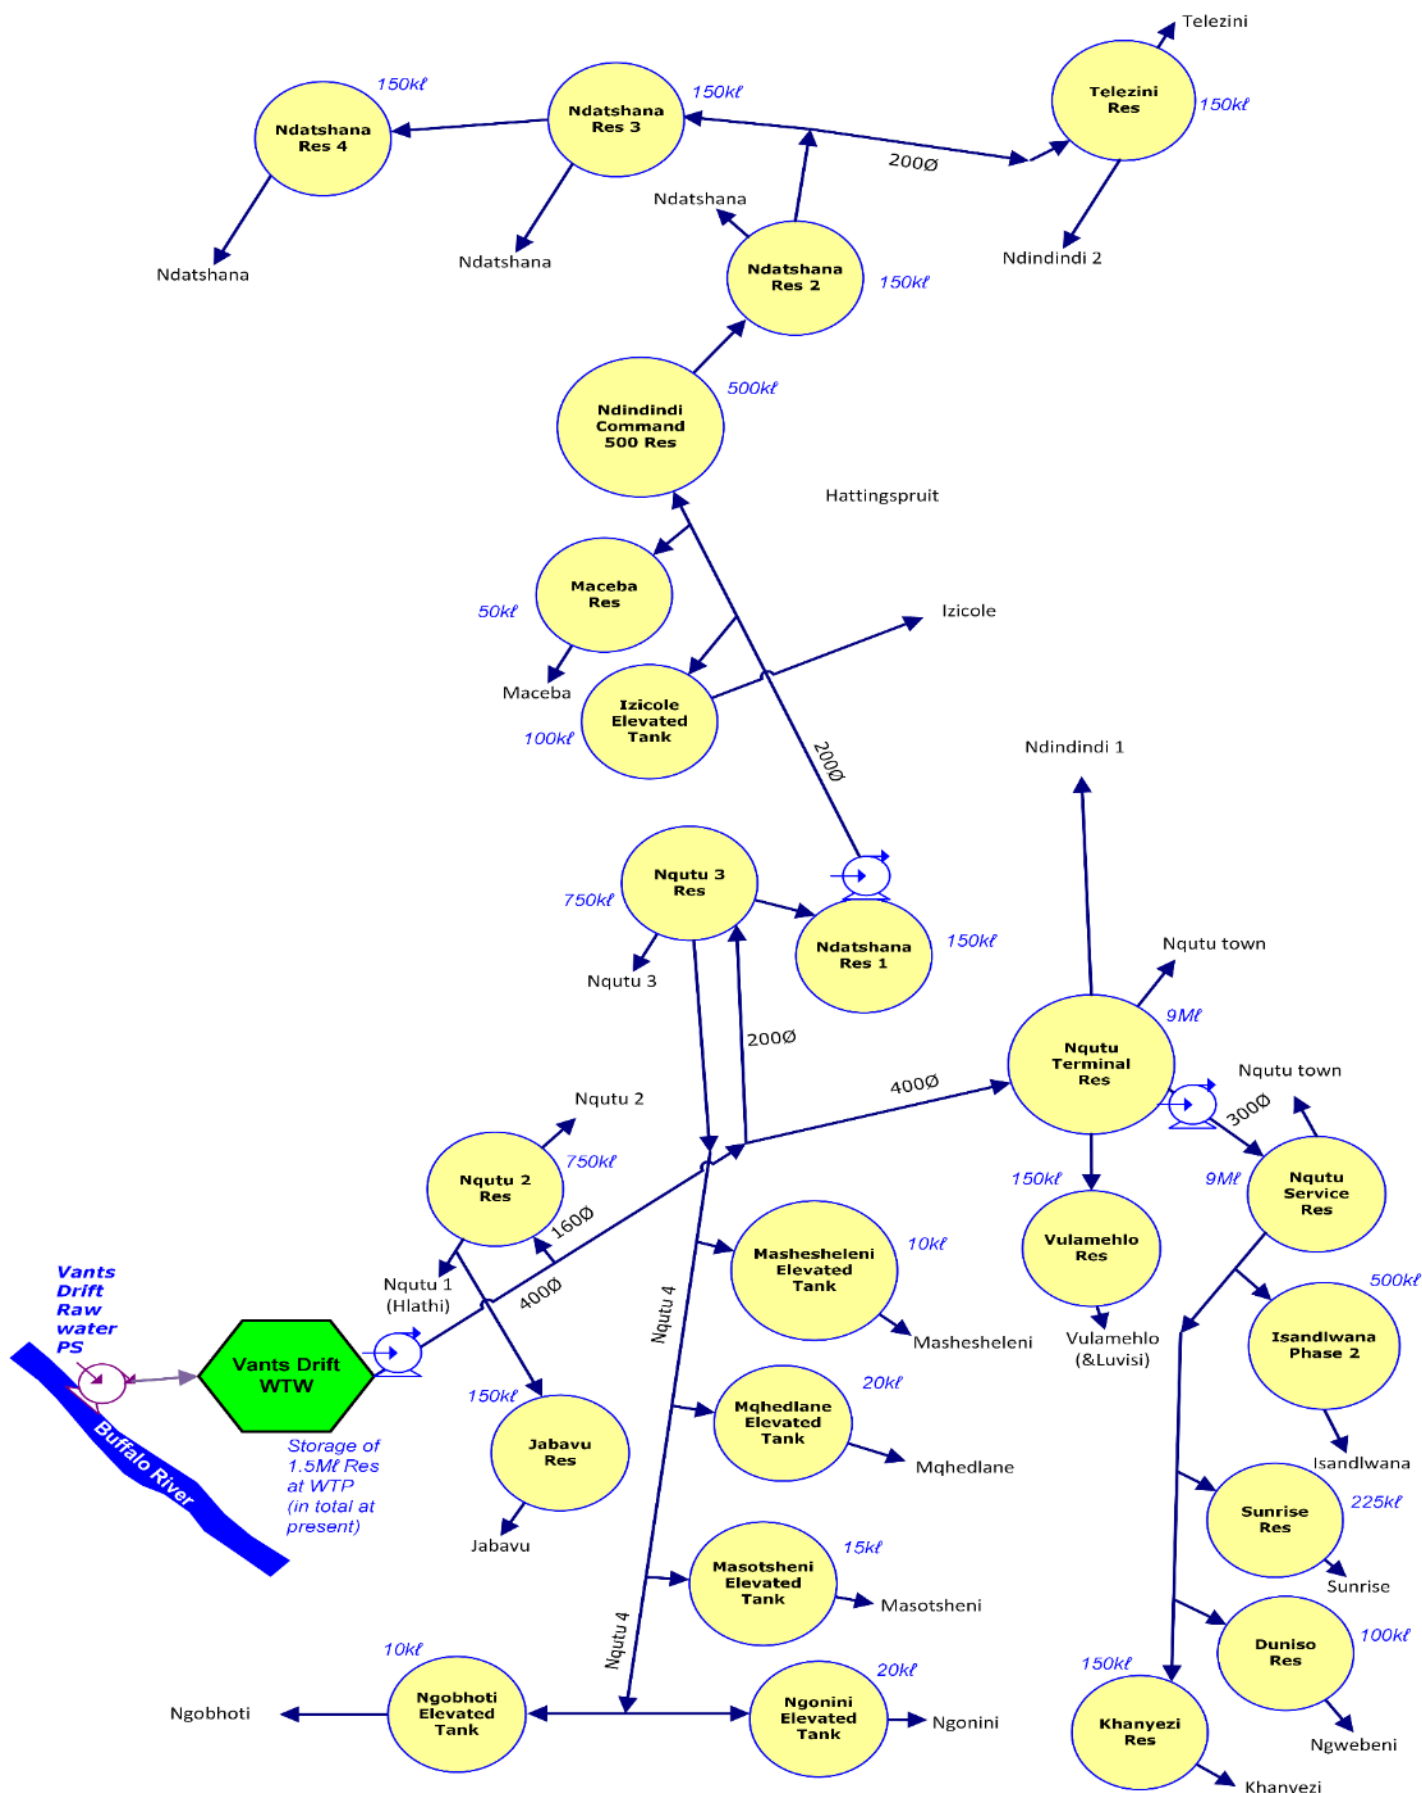 Telezini
150kℓ
Ndatshana
Res 4
150kℓ
Ndatshana
Res 3
Telezini
Res
150kℓ
200Ø
Ndatshana
Ndatshana
Ndatshana
Ndindindi 2
Ndatshana
Res 2
150kℓ
500kℓ
Ndindindi
Command
500 Res
Hattingspruit
Maceba
Res
50kℓ
Izicole
Maceba
Izicole
Elevated
Tank
100kℓ
200Ø
Ndindindi 1
Nqutu 3
Res
750kℓ
Ndatshana
Res 1
150kℓ
Nqutu town
Nqutu 3
9Mℓ
200Ø
Nqutu
Terminal
Res
400Ø
Nqutu town
300Ø
Nqutu 2
750kℓ
Nqutu 2
Res
150kℓ
9Mℓ
Nqutu
Service
Res
160Ø
Vulamehlo
Res
Mashesheleni
Elevated
Tank
10kℓ
Nqutu 1
(Hlathi)
400Ø
Nqutu 4
500kℓ
Isandlwana
Phase 2
Vants
Drift
Raw
water
PS
Mashesheleni
Vulamehlo
(&Luvisi)
Vants Drift
WTW
150kℓ
20kℓ
Mqhedlane
Elevated
Tank
Jabavu
Res
Buffalo River
Storage of
1.5Mℓ Res
at WTP
(in total at
present)
Mqhedlane
Isandlwana
Sunrise
Res
225kℓ
Jabavu
15kℓ
Masotsheni
Elevated
Tank
Masotsheni
Sunrise
Nqutu 4
Duniso
Res
100kℓ
10kℓ
Ngobhoti
Elevated
Tank
Ngobhoti
20kℓ
Ngonini
Elevated
Tank
Ngonini
150kℓ
Khanyezi
Res
Ngwebeni
Khanyezi